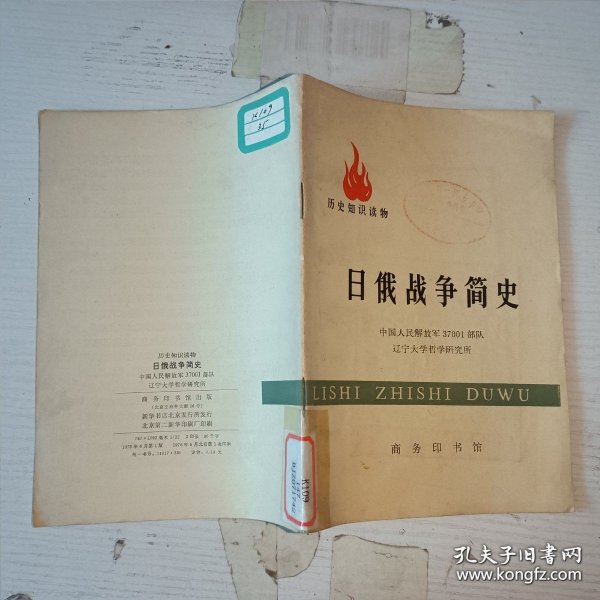 历史知识读物
日俄战争简史
中国人民解放军37001部队
辽宁大学哲学研究所
LISHI ZHISHI DUWU
商务印书馆
K109
35
历史知识读物
日俄战争简史
中国人民解放军37001部队
辽宁大学哲学研究所
商务印书馆出版
新华书店北京发行所发行
北京第二新华印刷厂印刷
K109
孔夫子旧书网
www.kongfz.com